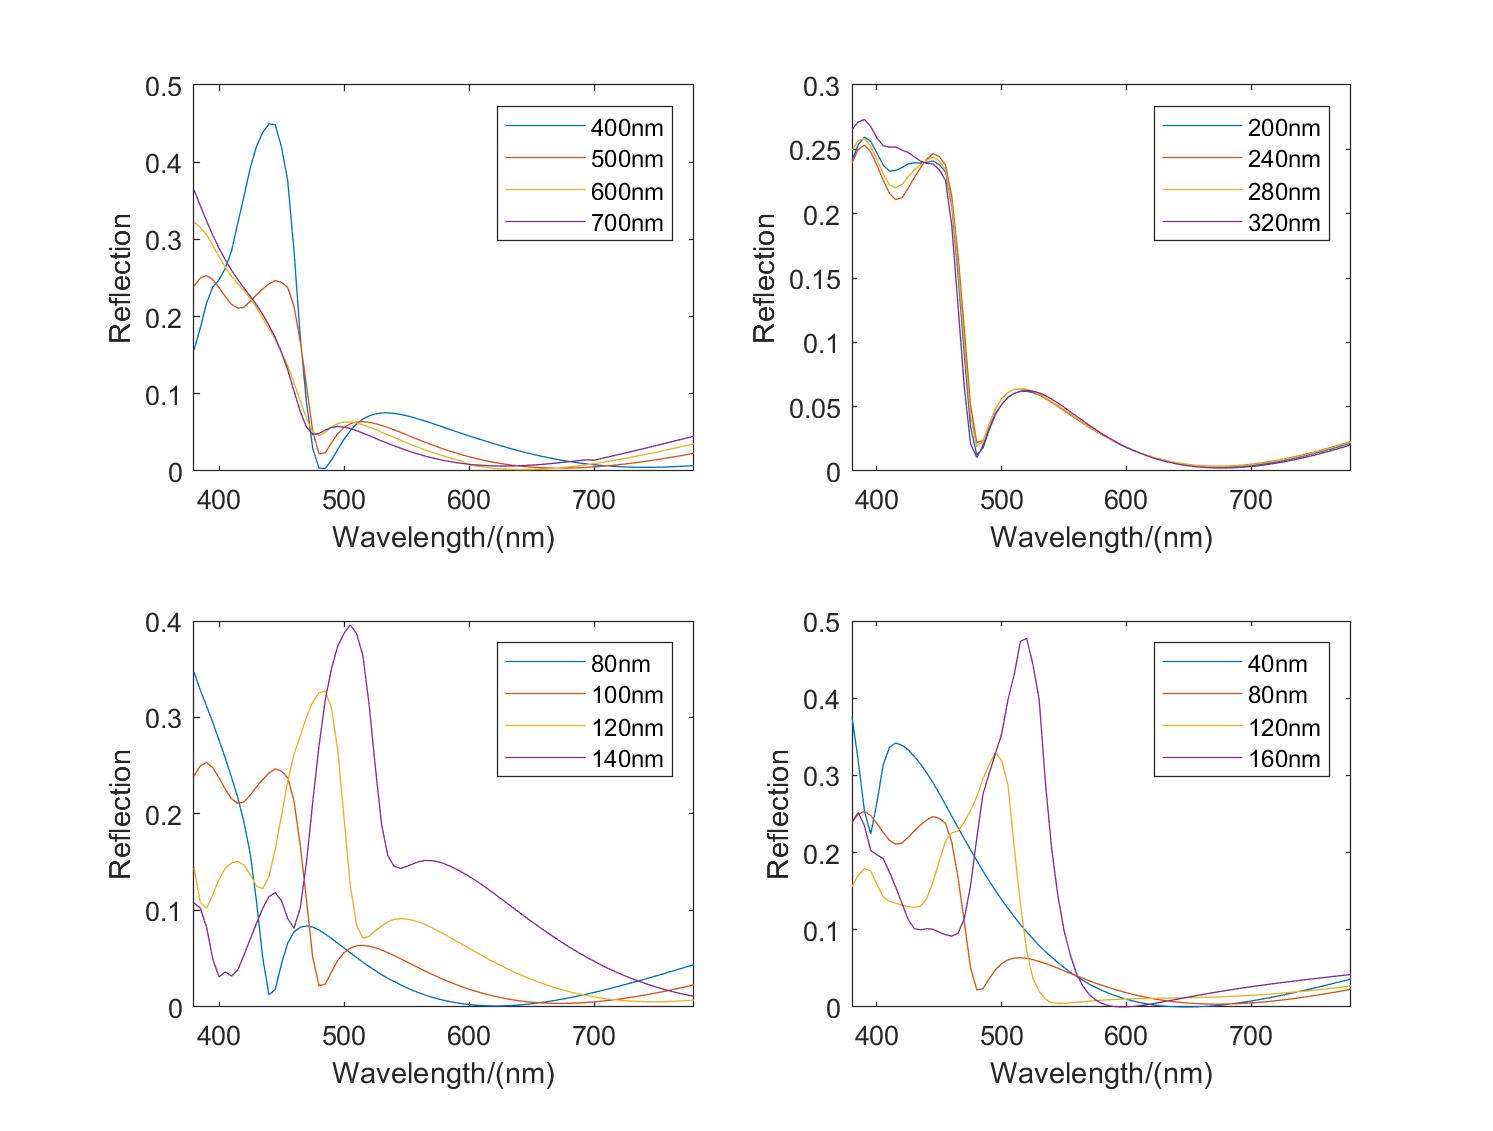 0.5
0.4
0.3
0.2
0.1
0
Reflection
400nm
500nm
600nm
700nm
400 500 600 700
Wavelength/(nm)
0.3
0.25
0.2
0.15
0.1
0.05
0
Reflection
200nm
240nm
280nm
320nm
400 500 600 700
Wavelength/(nm)
0.4
0.3
0.2
0.1
0
Reflection
80nm
100nm
120nm
140nm
400 500 600 700
Wavelength/(nm)
0.5
0.4
0.3
0.2
0.1
0
Reflection
40nm
80nm
120nm
160nm
400 500 600 700
Wavelength/(nm)